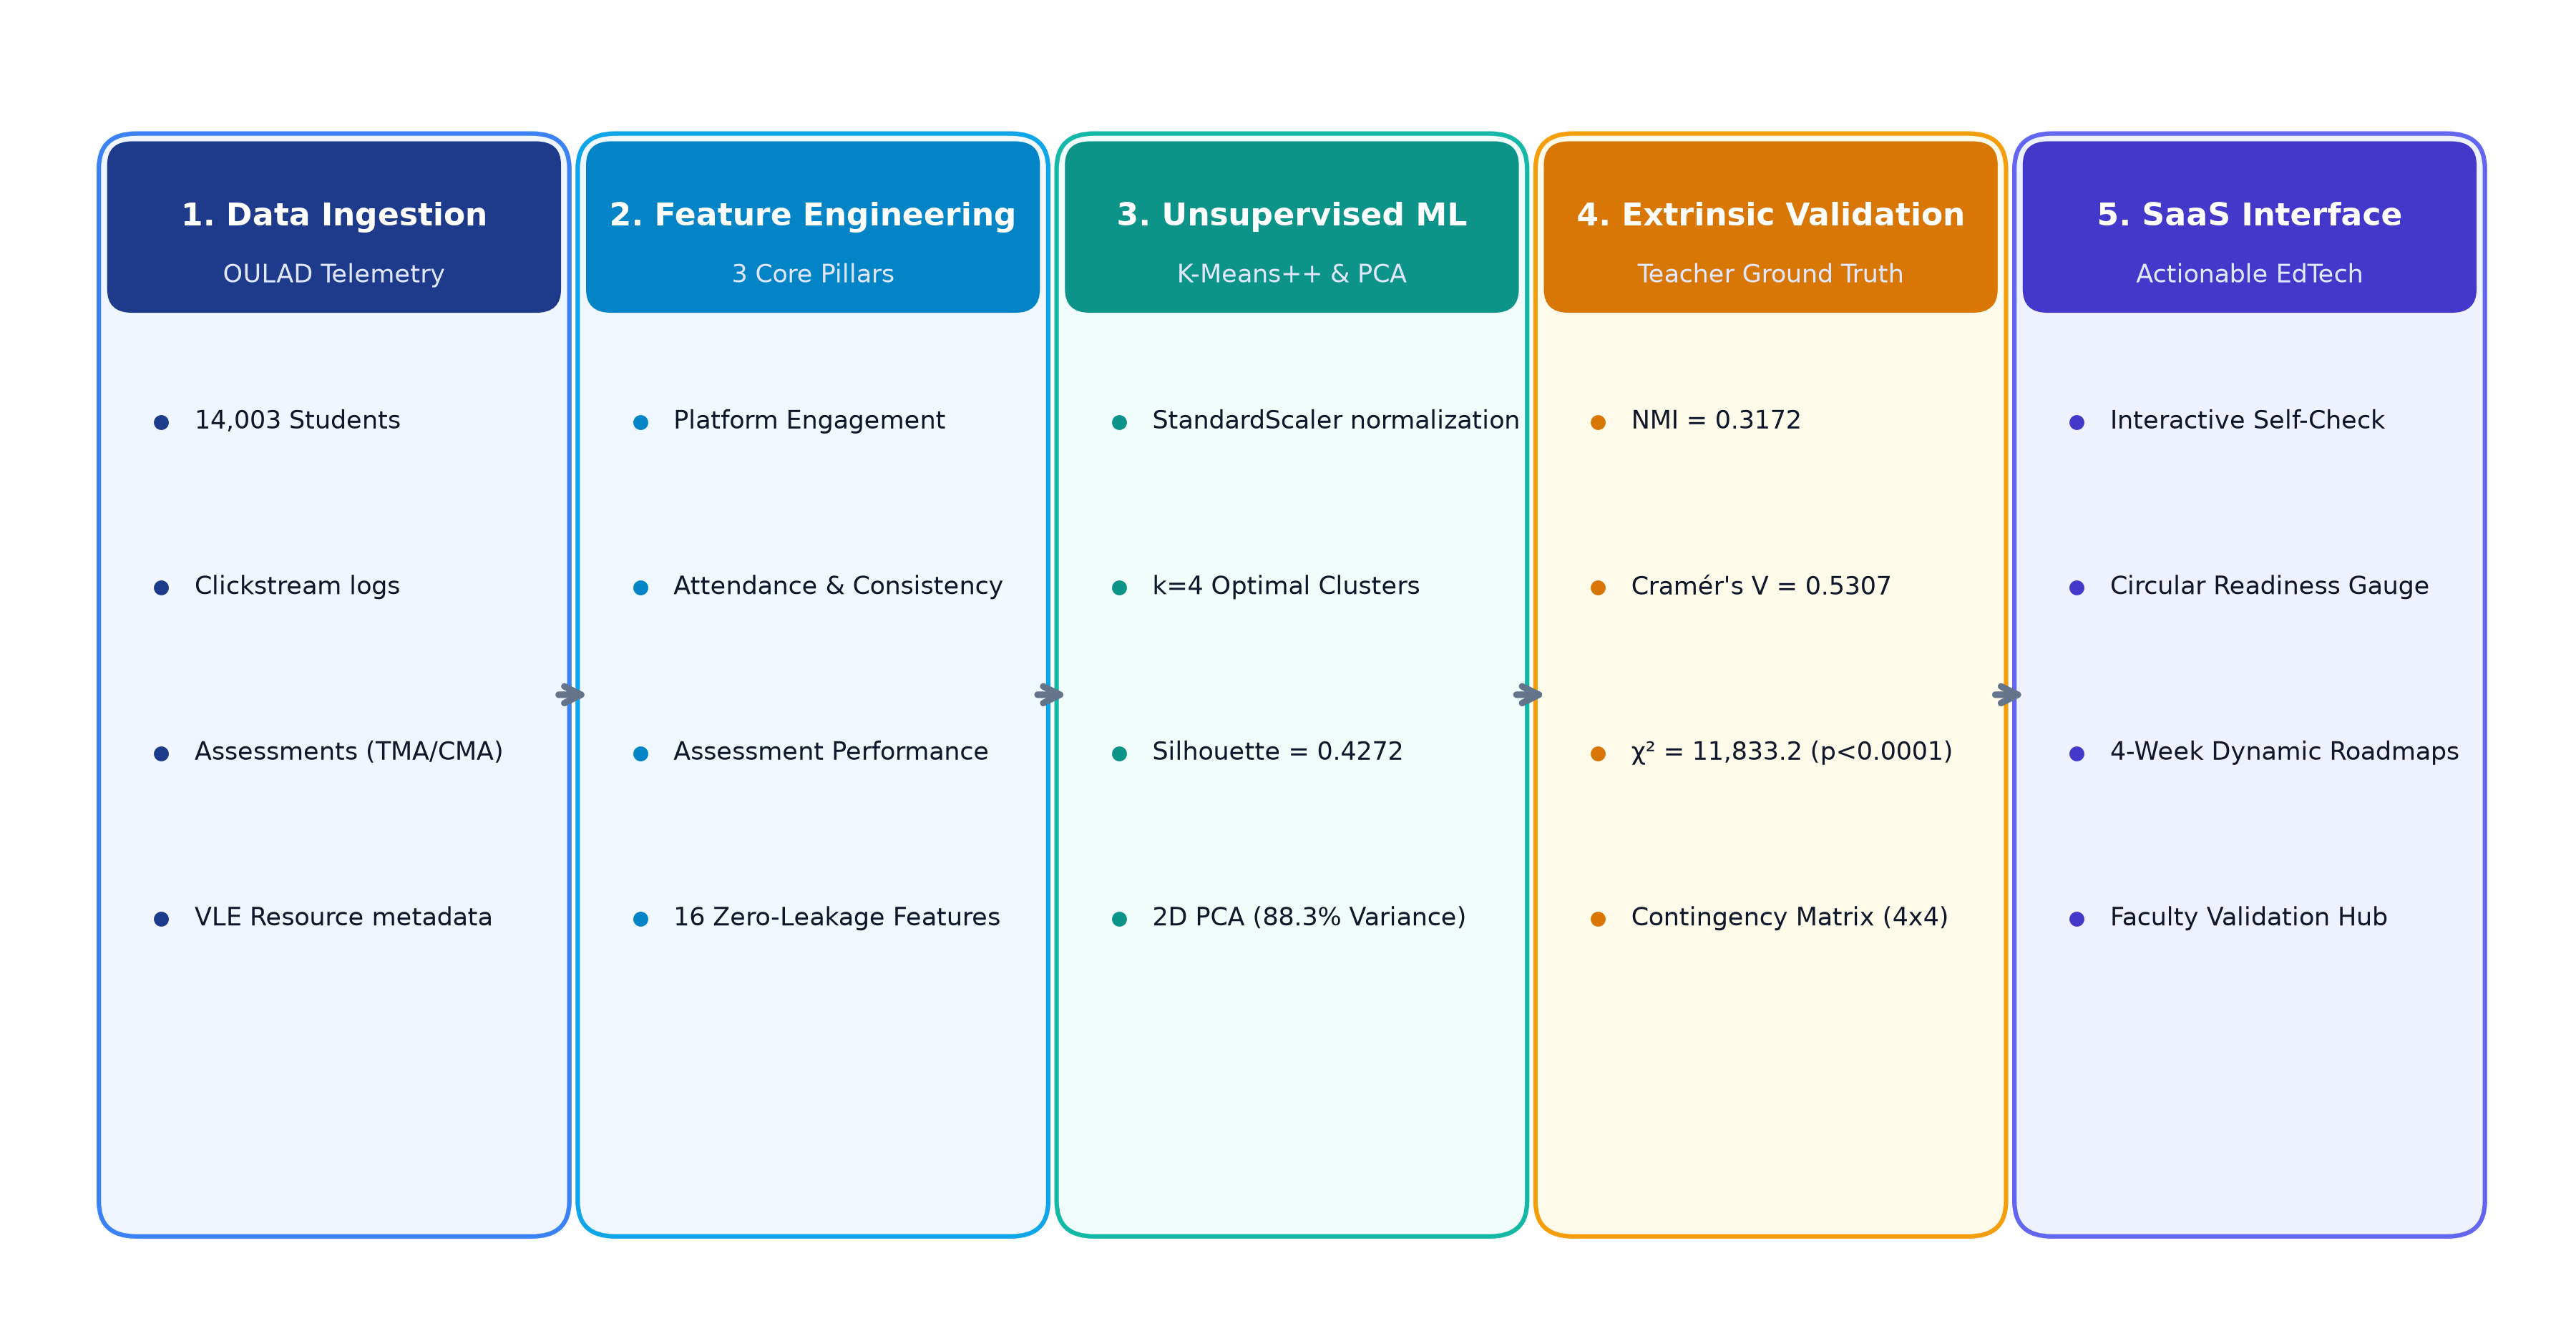 1. Data Ingestion
OULAD Telemetry
14,003 Students
Clickstream logs
Assessments (TMA/CMA)
VLE Resource metadata
2. Feature Engineering
3 Core Pillars
Platform Engagement
Attendance & Consistency
Assessment Performance
16 Zero-Leakage Features
3. Unsupervised ML
K-Means++ & PCA
StandardScaler normalization
k=4 Optimal Clusters
Silhouette = 0.4272
2D PCA (88.3% Variance)
4. Extrinsic Validation
Teacher Ground Truth
NMI = 0.3172
Cramér's V = 0.5307
χ² = 11,833.2 (p<0.0001)
Contingency Matrix (4x4)
5. SaaS Interface
Actionable EdTech
Interactive Self-Check
Circular Readiness Gauge
4-Week Dynamic Roadmaps
Faculty Validation Hub